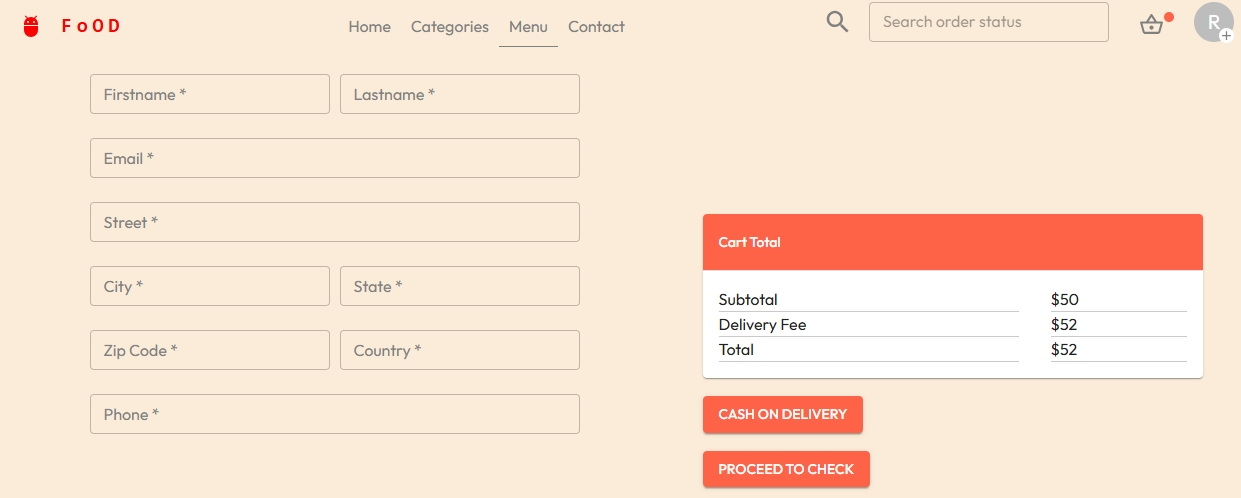 FoOD
Home Categories Menu Contact
Search order status
R
Firstname *
Lastname *
Email *
Street *
City *
State *
Zip Code *
Country *
Phone *
Cart Total
Subtotal $50
Delivery Fee $52
Total $52
CASH ON DELIVERY
PROCEED TO CHECK